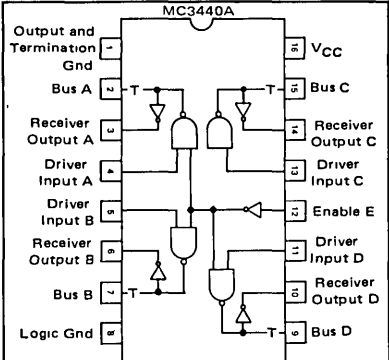 MC3440A
Output and
Termination
Gnd
1
Bus A
2
T
Receiver
Output A
3
Driver
Input A
4
Driver
Input B
5
Receiver
Output B
6
Bus B
7
T
Logic Gnd
8
16
VCC
T
15
Bus C
14
Receiver
Output C
13
Driver
Input C
12
Enable E
11
Driver
Input D
10
Receiver
Output D
T
9
Bus D